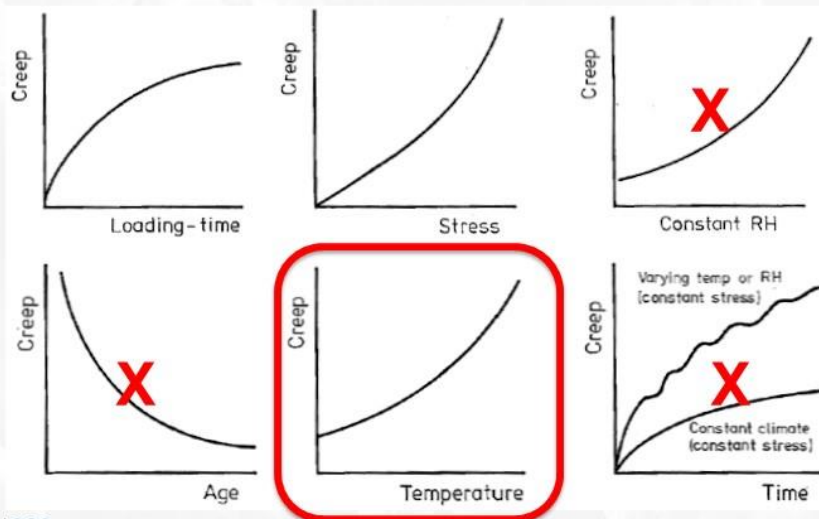 Creep
Loading-time
Creep
Stress
Creep
Constant RH
X
Creep
Age
X
Creep
Temperature
Creep
Varying temp or RH
(constant stress)
X
Constant climate
(constant stress)
Time